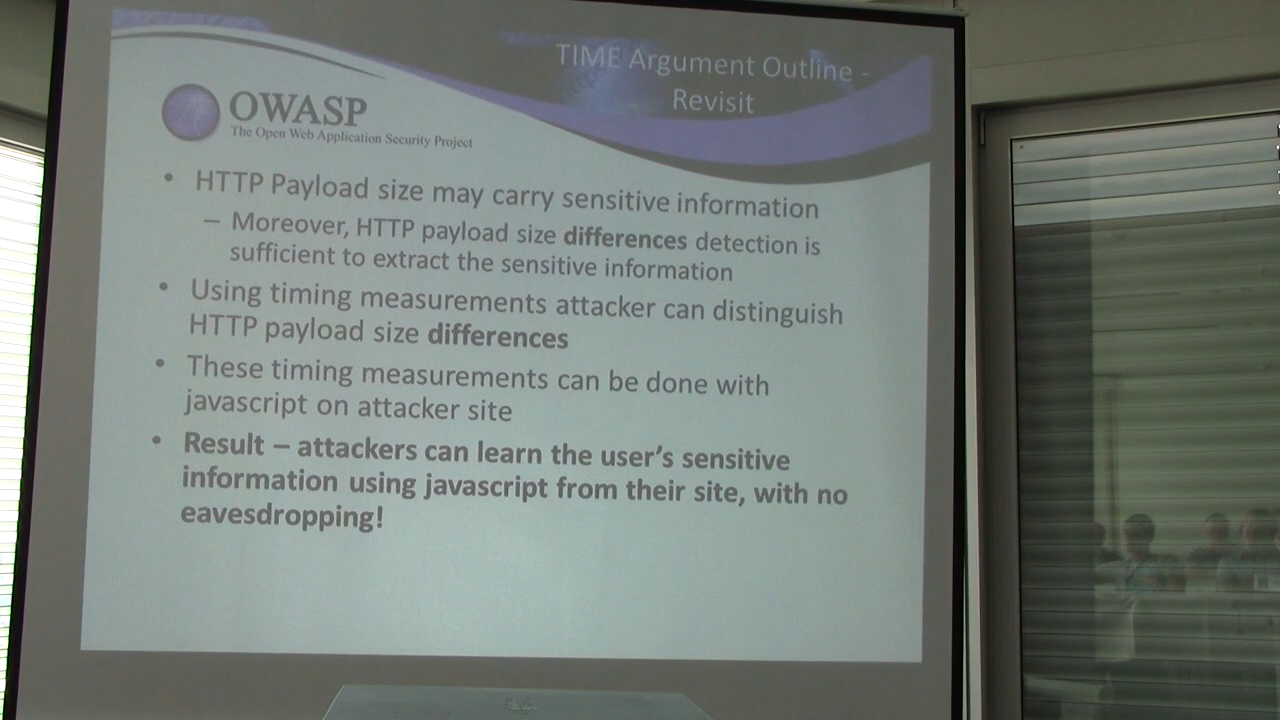 TIME Argument Outline -
Revisit
OWASP
The Open Web Application Security Project
• HTTP Payload size may carry sensitive information
– Moreover, HTTP payload size differences detection is
sufficient to extract the sensitive information
• Using timing measurements attacker can distinguish
HTTP payload size differences
• These timing measurements can be done with
javascript on attacker site
• Result – attackers can learn the user's sensitive
information using javascript from their site, with no
eavesdropping!